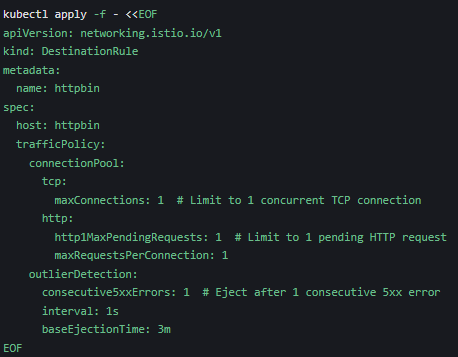 kubectl apply -f - <<EOF
apiVersion: networking.istio.io/v1
kind: DestinationRule
metadata:
  name: httpbin
spec:
  host: httpbin
  trafficPolicy:
    connectionPool:
      tcp:
        maxConnections: 1  # Limit to 1 concurrent TCP connection
      http:
        http1MaxPendingRequests: 1  # Limit to 1 pending HTTP request
        maxRequestsPerConnection: 1
    outlierDetection:
      consecutive5xxErrors: 1  # Eject after 1 consecutive 5xx error
      interval: 1s
      baseEjectionTime: 3m
EOF